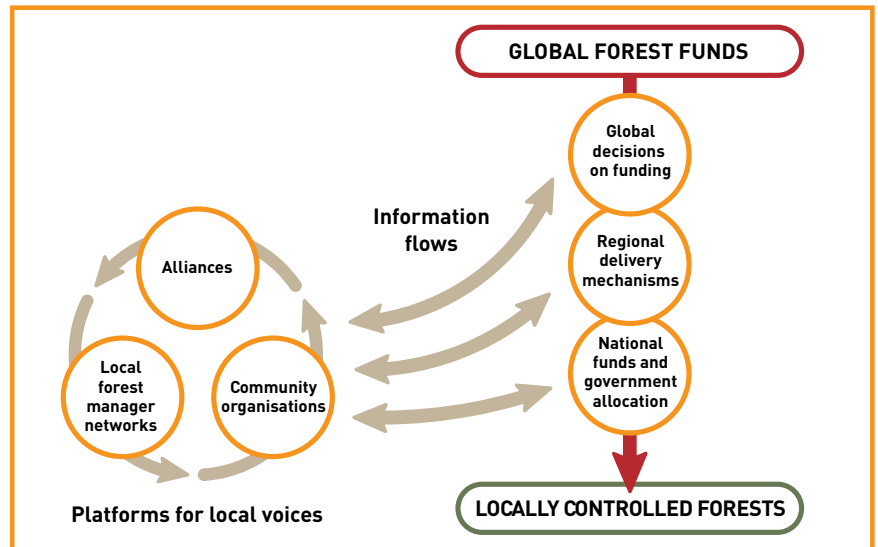 GLOBAL FOREST FUNDS
Global
decisions
on funding
Information
flows
Regional
delivery
mechanisms
Alliances
National
funds and
government
allocation
Local
forest
manager
networks
Community
organisations
Platforms for local voices
LOCALLY CONTROLLED FORESTS